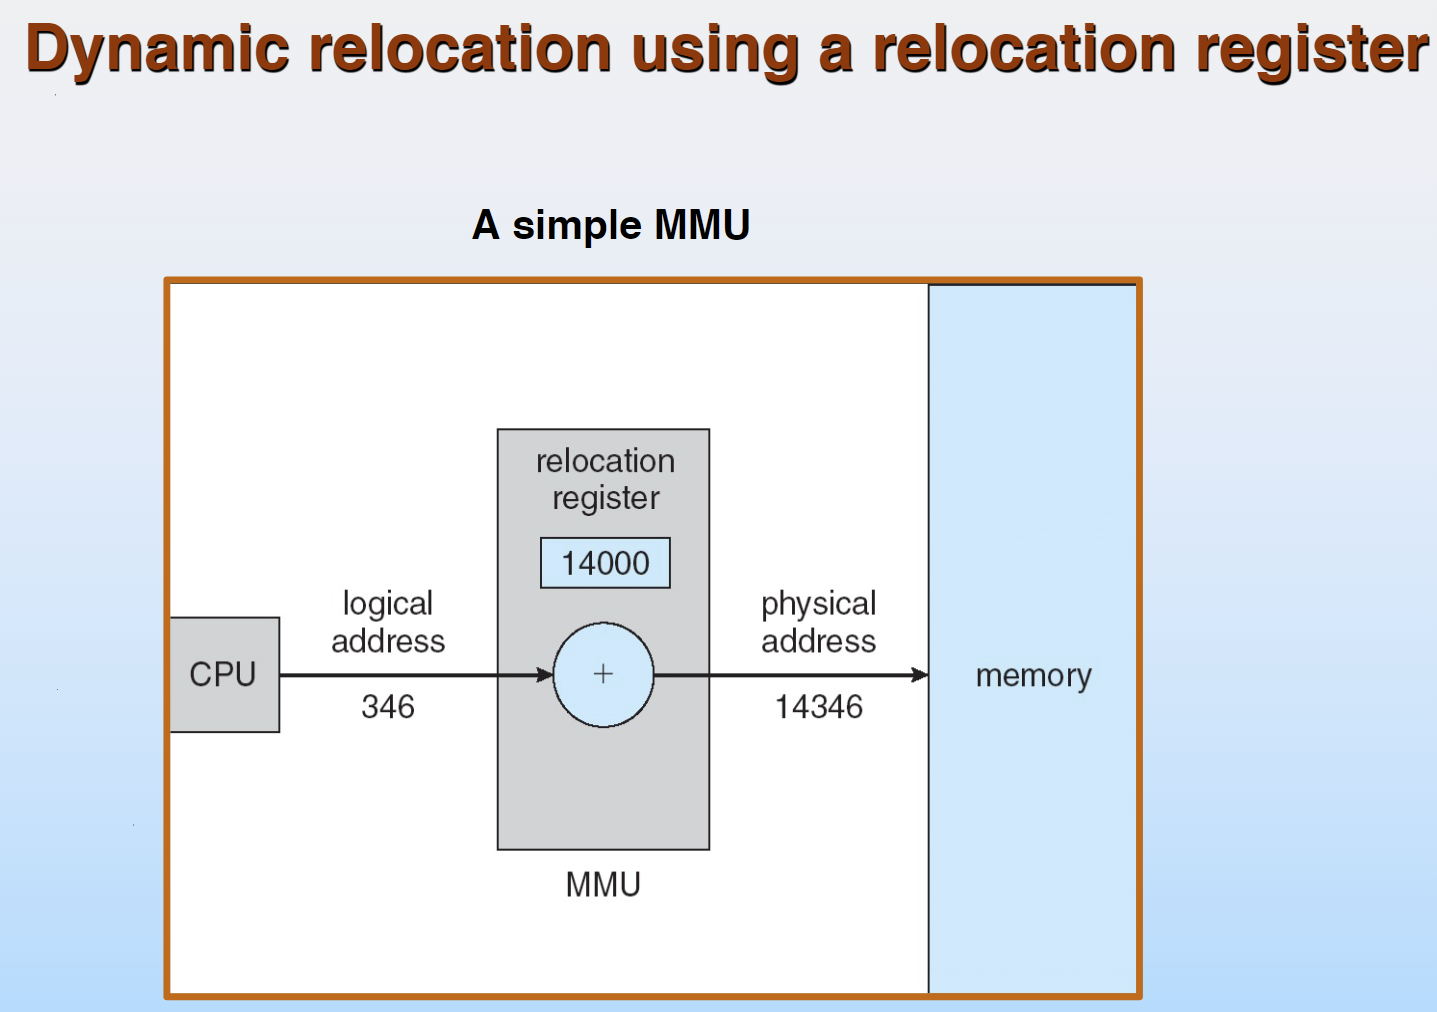 Dynamic relocation using a relocation register
A simple MMU
relocation
register
14000
logical
address
physical
address
CPU
+
memory
346
14346
MMU